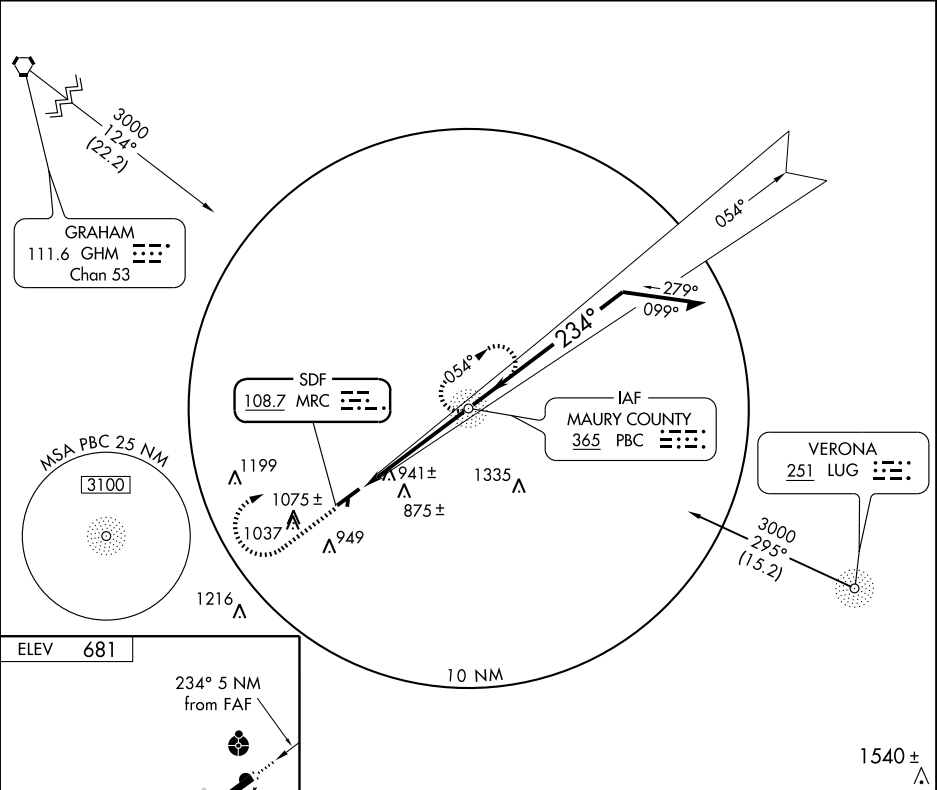 3000
124°
(22.2)
GRAHAM
111.6 GHM
Chan 53
054°
279°
099°
234°
054°
SDF
108.7 MRC
IAF
MAURY COUNTY
365 PBC
VERONA
251 LUG
MSA PBC 25 NM
3100
1199
941±
1335
1075±
875±
1037
949
3000
295°
(15.2)
1216
ELEV 681
10 NM
234° 5 NM
from FAF
1540±